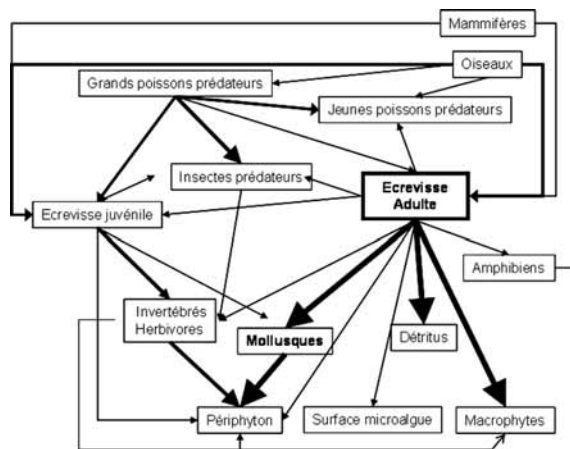 Mammifères
Oiseaux
Grands poissons prédateurs
Jeunes poissons prédateurs
Insectes prédateurs
Ecrevisse
Adulte
Ecrevisse juvénile
Amphibiens
Invertébrés
Herbivores
Mollusques
Détritus
Périphyton
Surface microalgue
Macrophytes